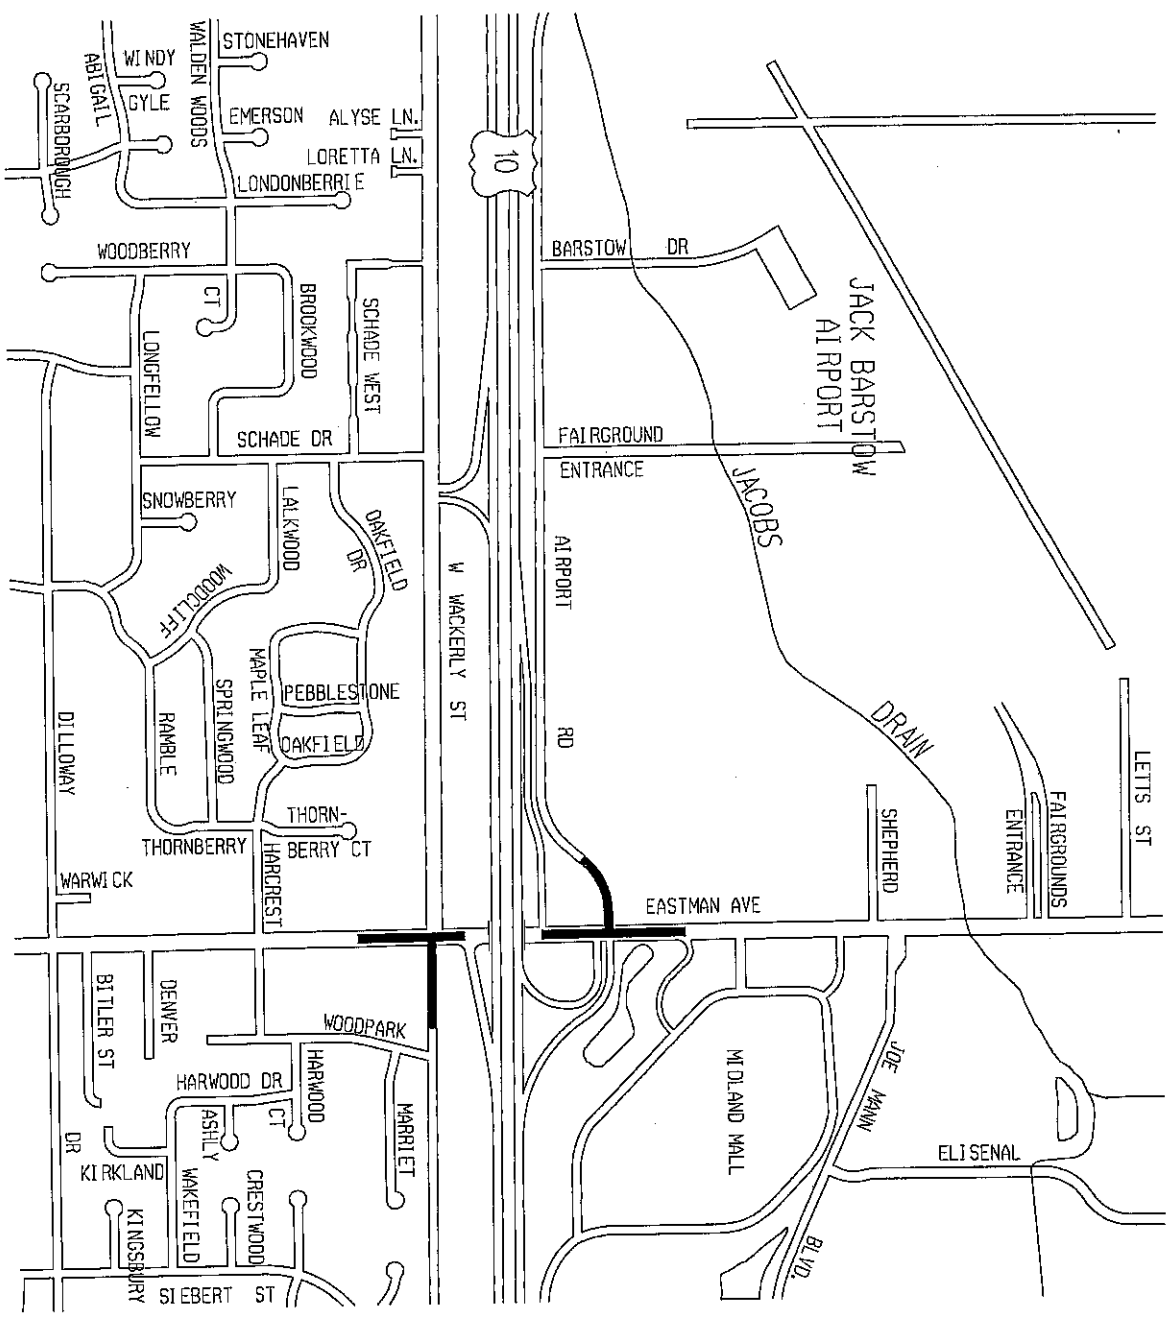 STONEHAVEN
WINDY
GYLE
ABIGAIL
WALDEN WOODS
SCARBOROUGH
EMERSON
ALYSE LN.
LORETTA LN.
LONDONBERRIE
10
WOODBERRY
CT
BROOKWOOD
LONGFELLOW
SCHADE WEST
SCHADE DR
BARSTOW DR
JACK BARSTOW
AIRPORT
FAIRGROUND
ENTRANCE
JACOBS
DRAIN
SNOWBERRY
LALKWOOD
OAKFIELD
DR
WOODCLIFF
W WACKERLY ST
AIRPORT RD
MAPLE LEAF
PEBBLESTONE
OAKFIELD
SPRINGWOOD
RAMBLE
DILLOWAY
DR
THORN-
BERRY CT
THORNBERRY
HARCREST
WARWICK
SHEPHERD
FAIRGROUNDS
ENTRANCE
LETTS ST
EASTMAN AVE
BITLER ST
DENVER
WOODPARK
HARWOOD DR
HARWOOD
CT
ASHLY
MARRIET
KIRKLAND
WAKEFIELD
CRESTWOOD
KINGSBURY
SIEBERT ST
MIDLAND MALL
JOE MANN
BLVD.
ELISENAL